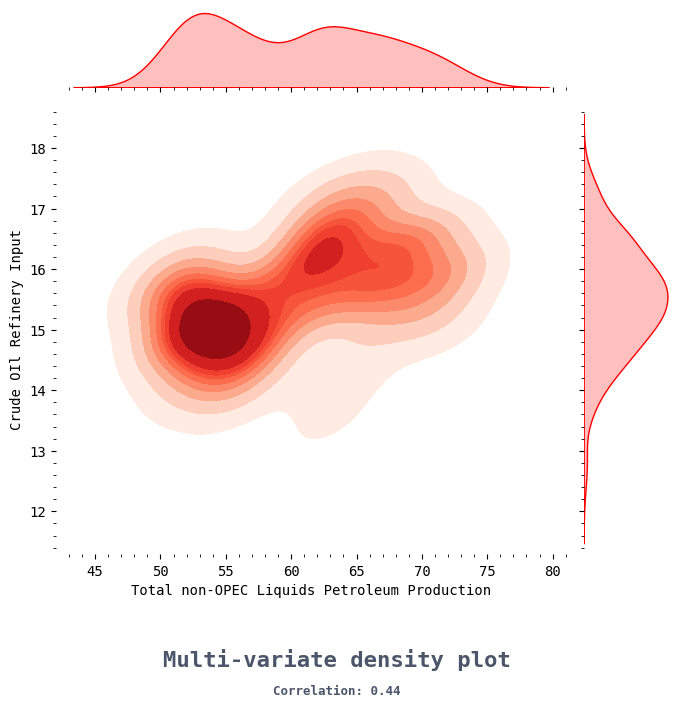 18
17
16
15
14
13
12
Crude OIl Refinery Input
45 50 55 60 65 70 75 80
Total non-OPEC Liquids Petroleum Production
Multi-variate density plot
Correlation: 0.44